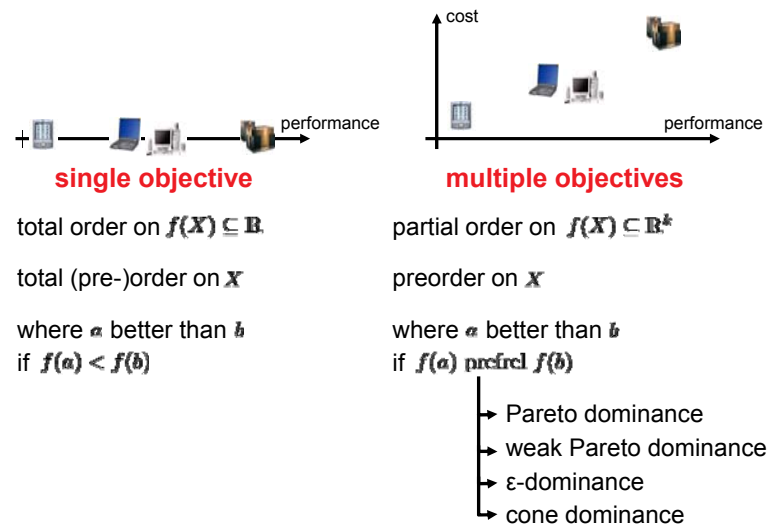 performance
single objective
total order on f(X) ⊆ ℝ
total (pre-)order on X
where a better than b
if f(a) < f(b)
cost
performance
multiple objectives
partial order on f(X) ⊆ ℝᵏ
preorder on X
where a better than b
if f(a) prefrel f(b)
Pareto dominance
weak Pareto dominance
ε-dominance
cone dominance